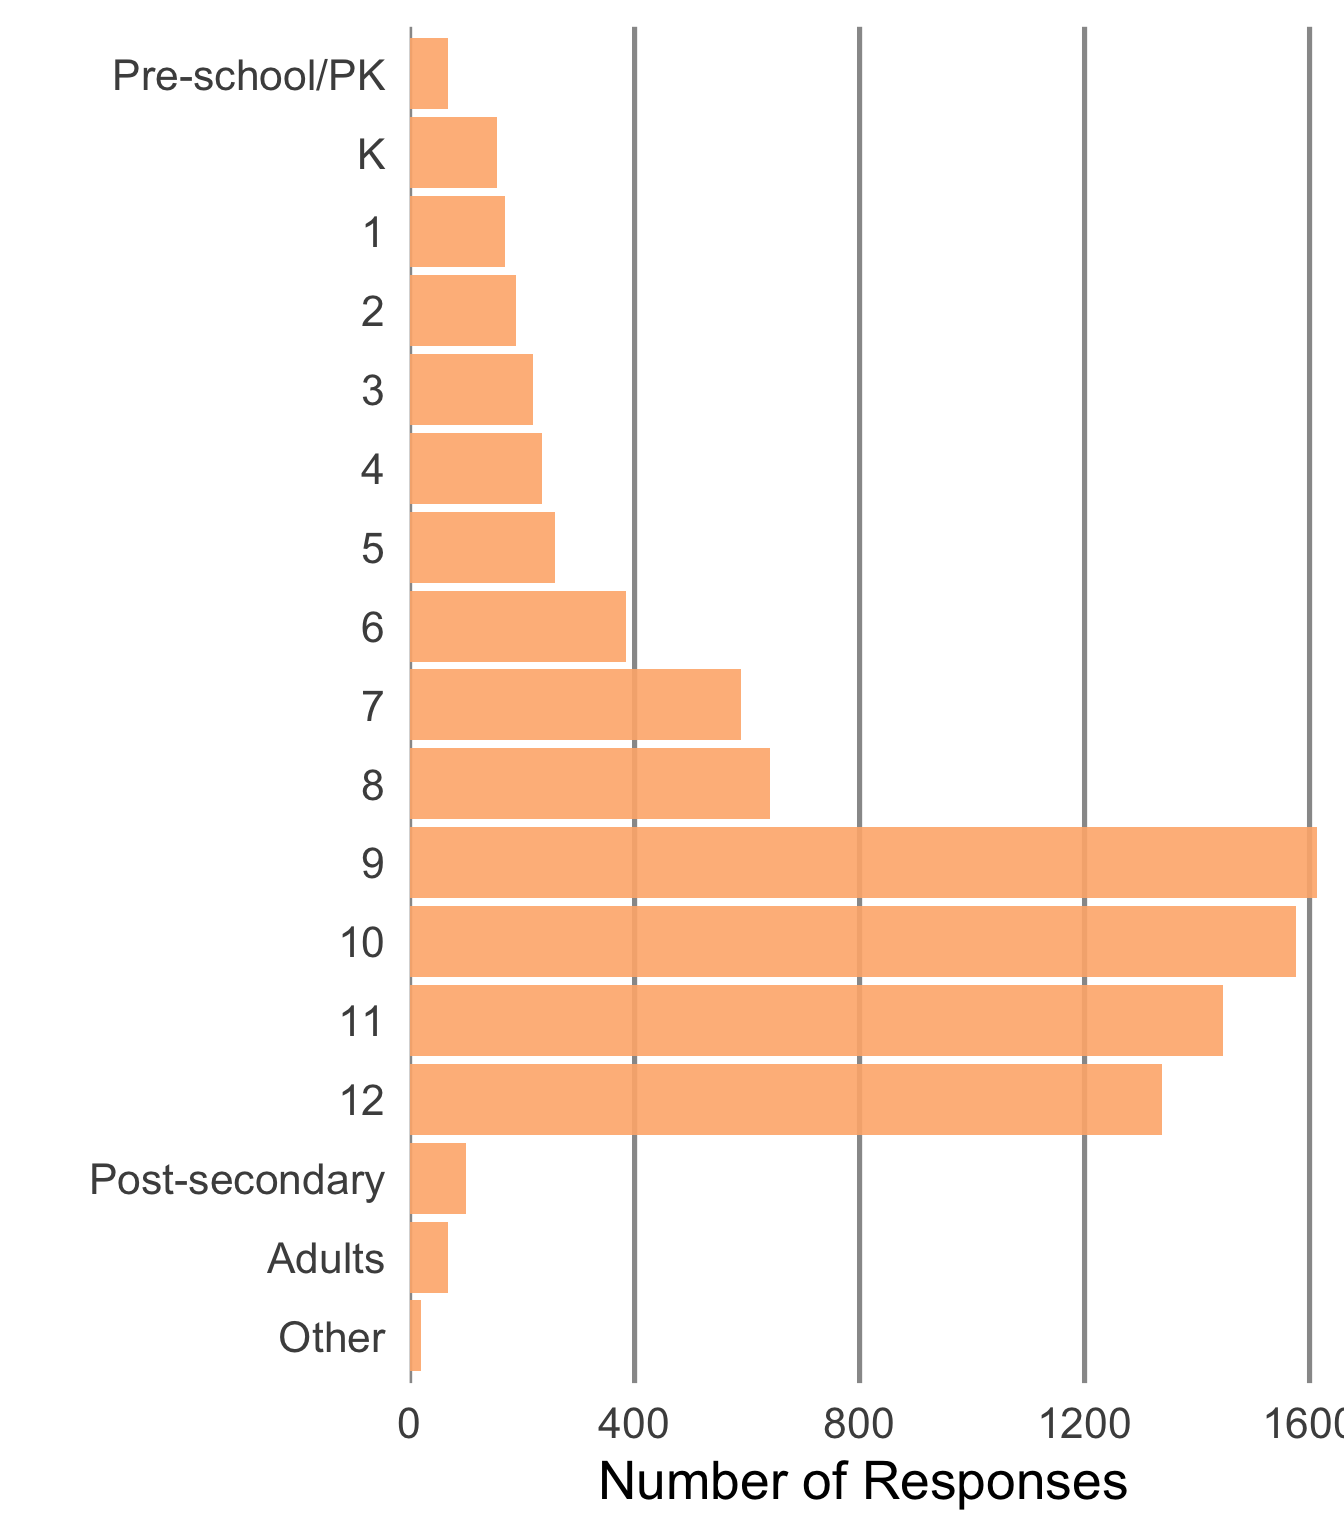 Pre-school/PK
K
1
2
3
4
5
6
7
8
9
10
11
12
Post-secondary
Adults
Other
0 400 800 1200 1600
Number of Responses